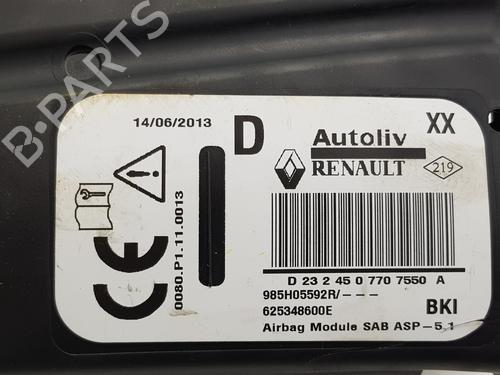 B-PARTS
14/06/2013
D
Autoliv
XX
RENAULT
219
CE
0080.P1.11.0013
D 23 2 45 0 770 7550 A
985H05592R/---
625348600E
BKI
Airbag Module SAB ASP-5.1